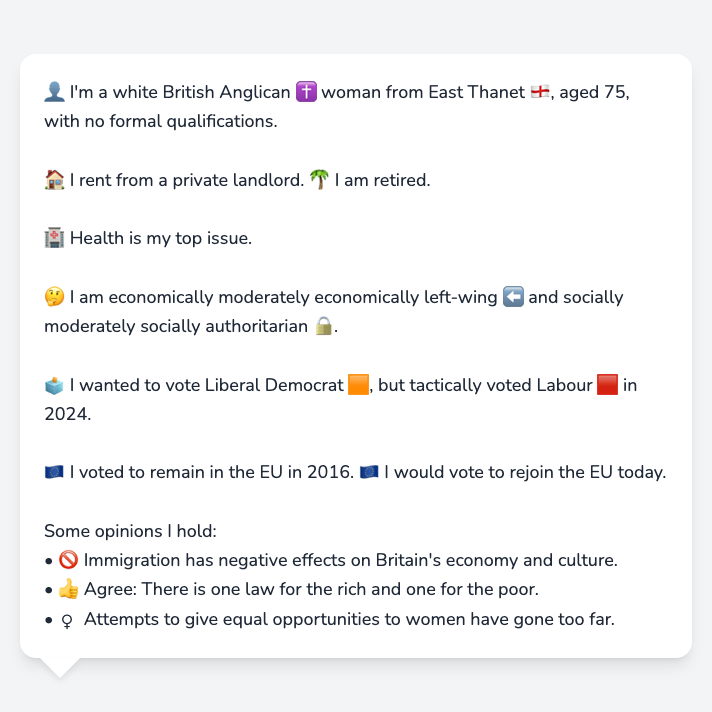 👤 I'm a white British Anglican ✝️ woman from East Thanet 🏴󠁧󠁢󠁥󠁮󠁧󠁿, aged 75,
with no formal qualifications.
🏠 I rent from a private landlord. 🌴 I am retired.
🏥 Health is my top issue.
🤔 I am economically moderately economically left-wing ⬅️ and socially
moderately socially authoritarian 🔒.
🗳️ I wanted to vote Liberal Democrat 🟧, but tactically voted Labour 🟥 in
2024.
🇪🇺 I voted to remain in the EU in 2016. 🇪🇺 I would vote to rejoin the EU today.
Some opinions I hold:
• 🚫 Immigration has negative effects on Britain's economy and culture.
• 👍 Agree: There is one law for the rich and one for the poor.
• ♀ Attempts to give equal opportunities to women have gone too far.